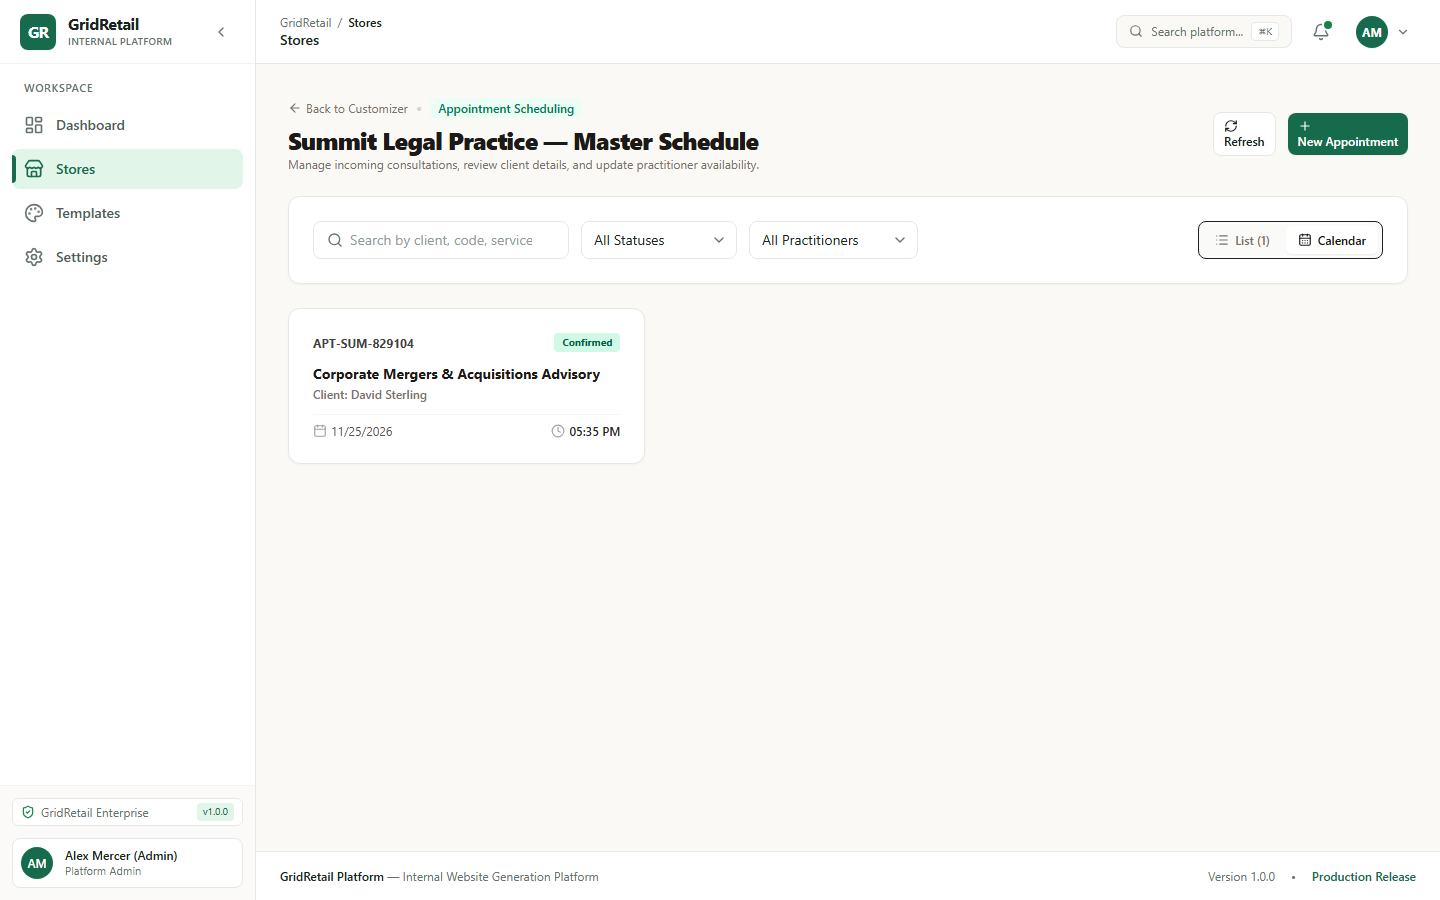 GR
GridRetail
INTERNAL PLATFORM
WORKSPACE
Dashboard
Stores
Templates
Settings
GridRetail Enterprise
v1.0.0
AM
Alex Mercer (Admin)
Platform Admin
GridRetail / Stores
Stores
Search platform... ⌘K
AM
Back to Customizer • Appointment Scheduling
Summit Legal Practice — Master Schedule
Manage incoming consultations, review client details, and update practitioner availability.
Refresh
New Appointment
Search by client, code, service
All Statuses
All Practitioners
List (1)
Calendar
APT-SUM-829104
Confirmed
Corporate Mergers & Acquisitions Advisory
Client: David Sterling
11/25/2026
05:35 PM
GridRetail Platform — Internal Website Generation Platform
Version 1.0.0 • Production Release